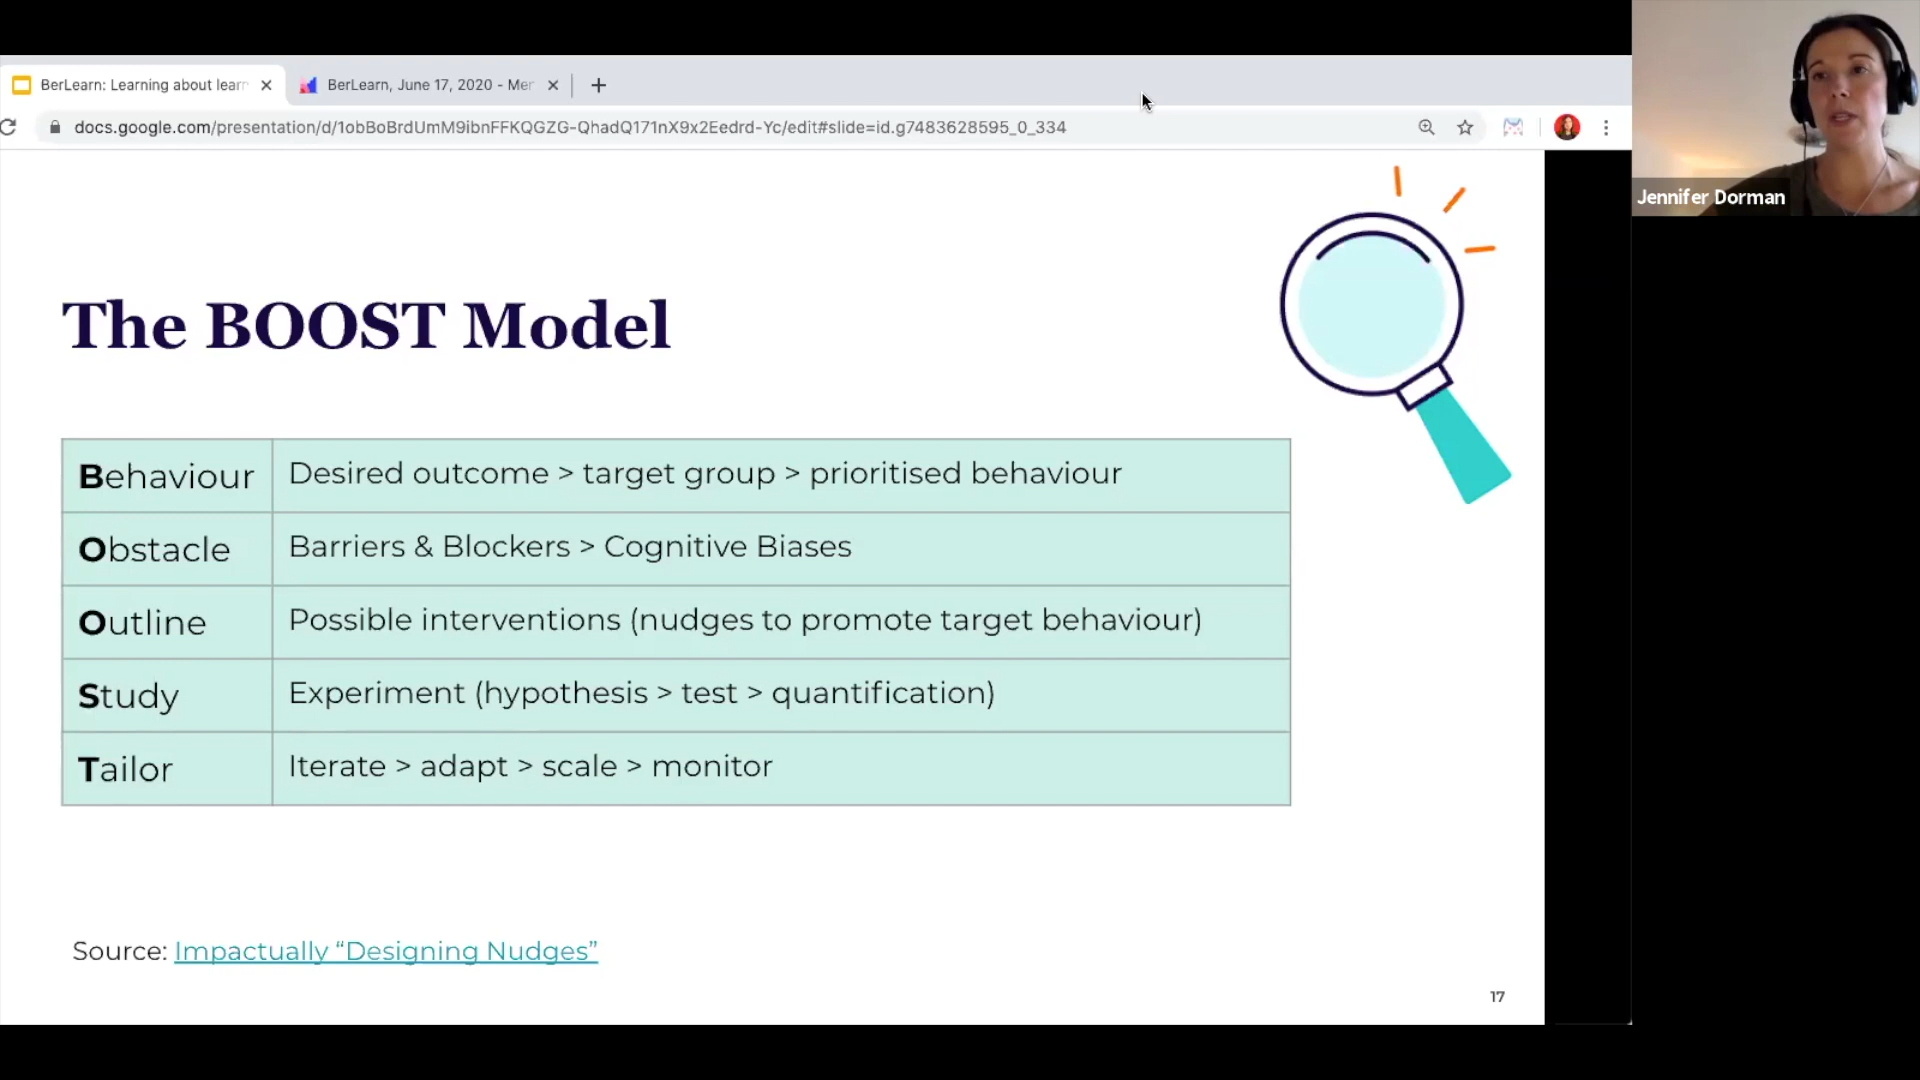 BerLearn: Learning about lear
BerLearn, June 17, 2020 - Mer
docs.google.com/presentation/d/1obBoBrdUmM9ibnFFKQGZG-QhadQ171nX9x2Eedrd-Yc/edit#slide=id.g7483628595_0_334
Jennifer Dorman
The BOOST Model
Behaviour Desired outcome > target group > prioritised behaviour
Obstacle Barriers & Blockers > Cognitive Biases
Outline Possible interventions (nudges to promote target behaviour)
Study Experiment (hypothesis > test > quantification)
Tailor Iterate > adapt > scale > monitor
Source: Impactually “Designing Nudges”
17